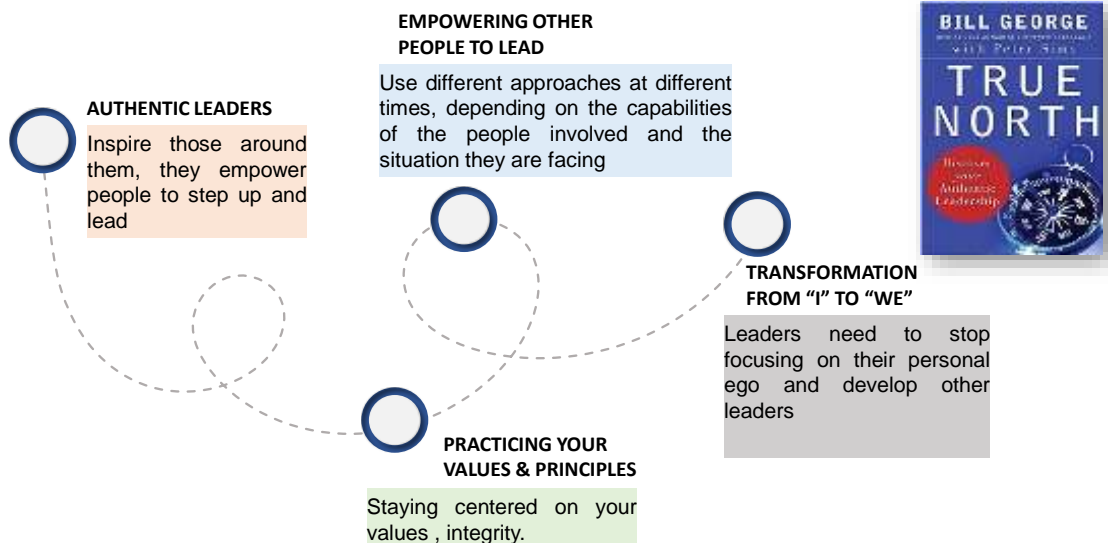 EMPOWERING OTHER
PEOPLE TO LEAD
Use different approaches at different
times, depending on the capabilities
of the people involved and the
situation they are facing
AUTHENTIC LEADERS
Inspire those around
them, they empower
people to step up and
lead
BILL GEORGE
with Peter Sims
TRUE
NORTH
Discover
your
Authentic
Leadership
TRANSFORMATION
FROM “I” TO “WE”
Leaders need to stop
focusing on their personal
ego and develop other
leaders
PRACTICING YOUR
VALUES & PRINCIPLES
Staying centered on your
values , integrity.